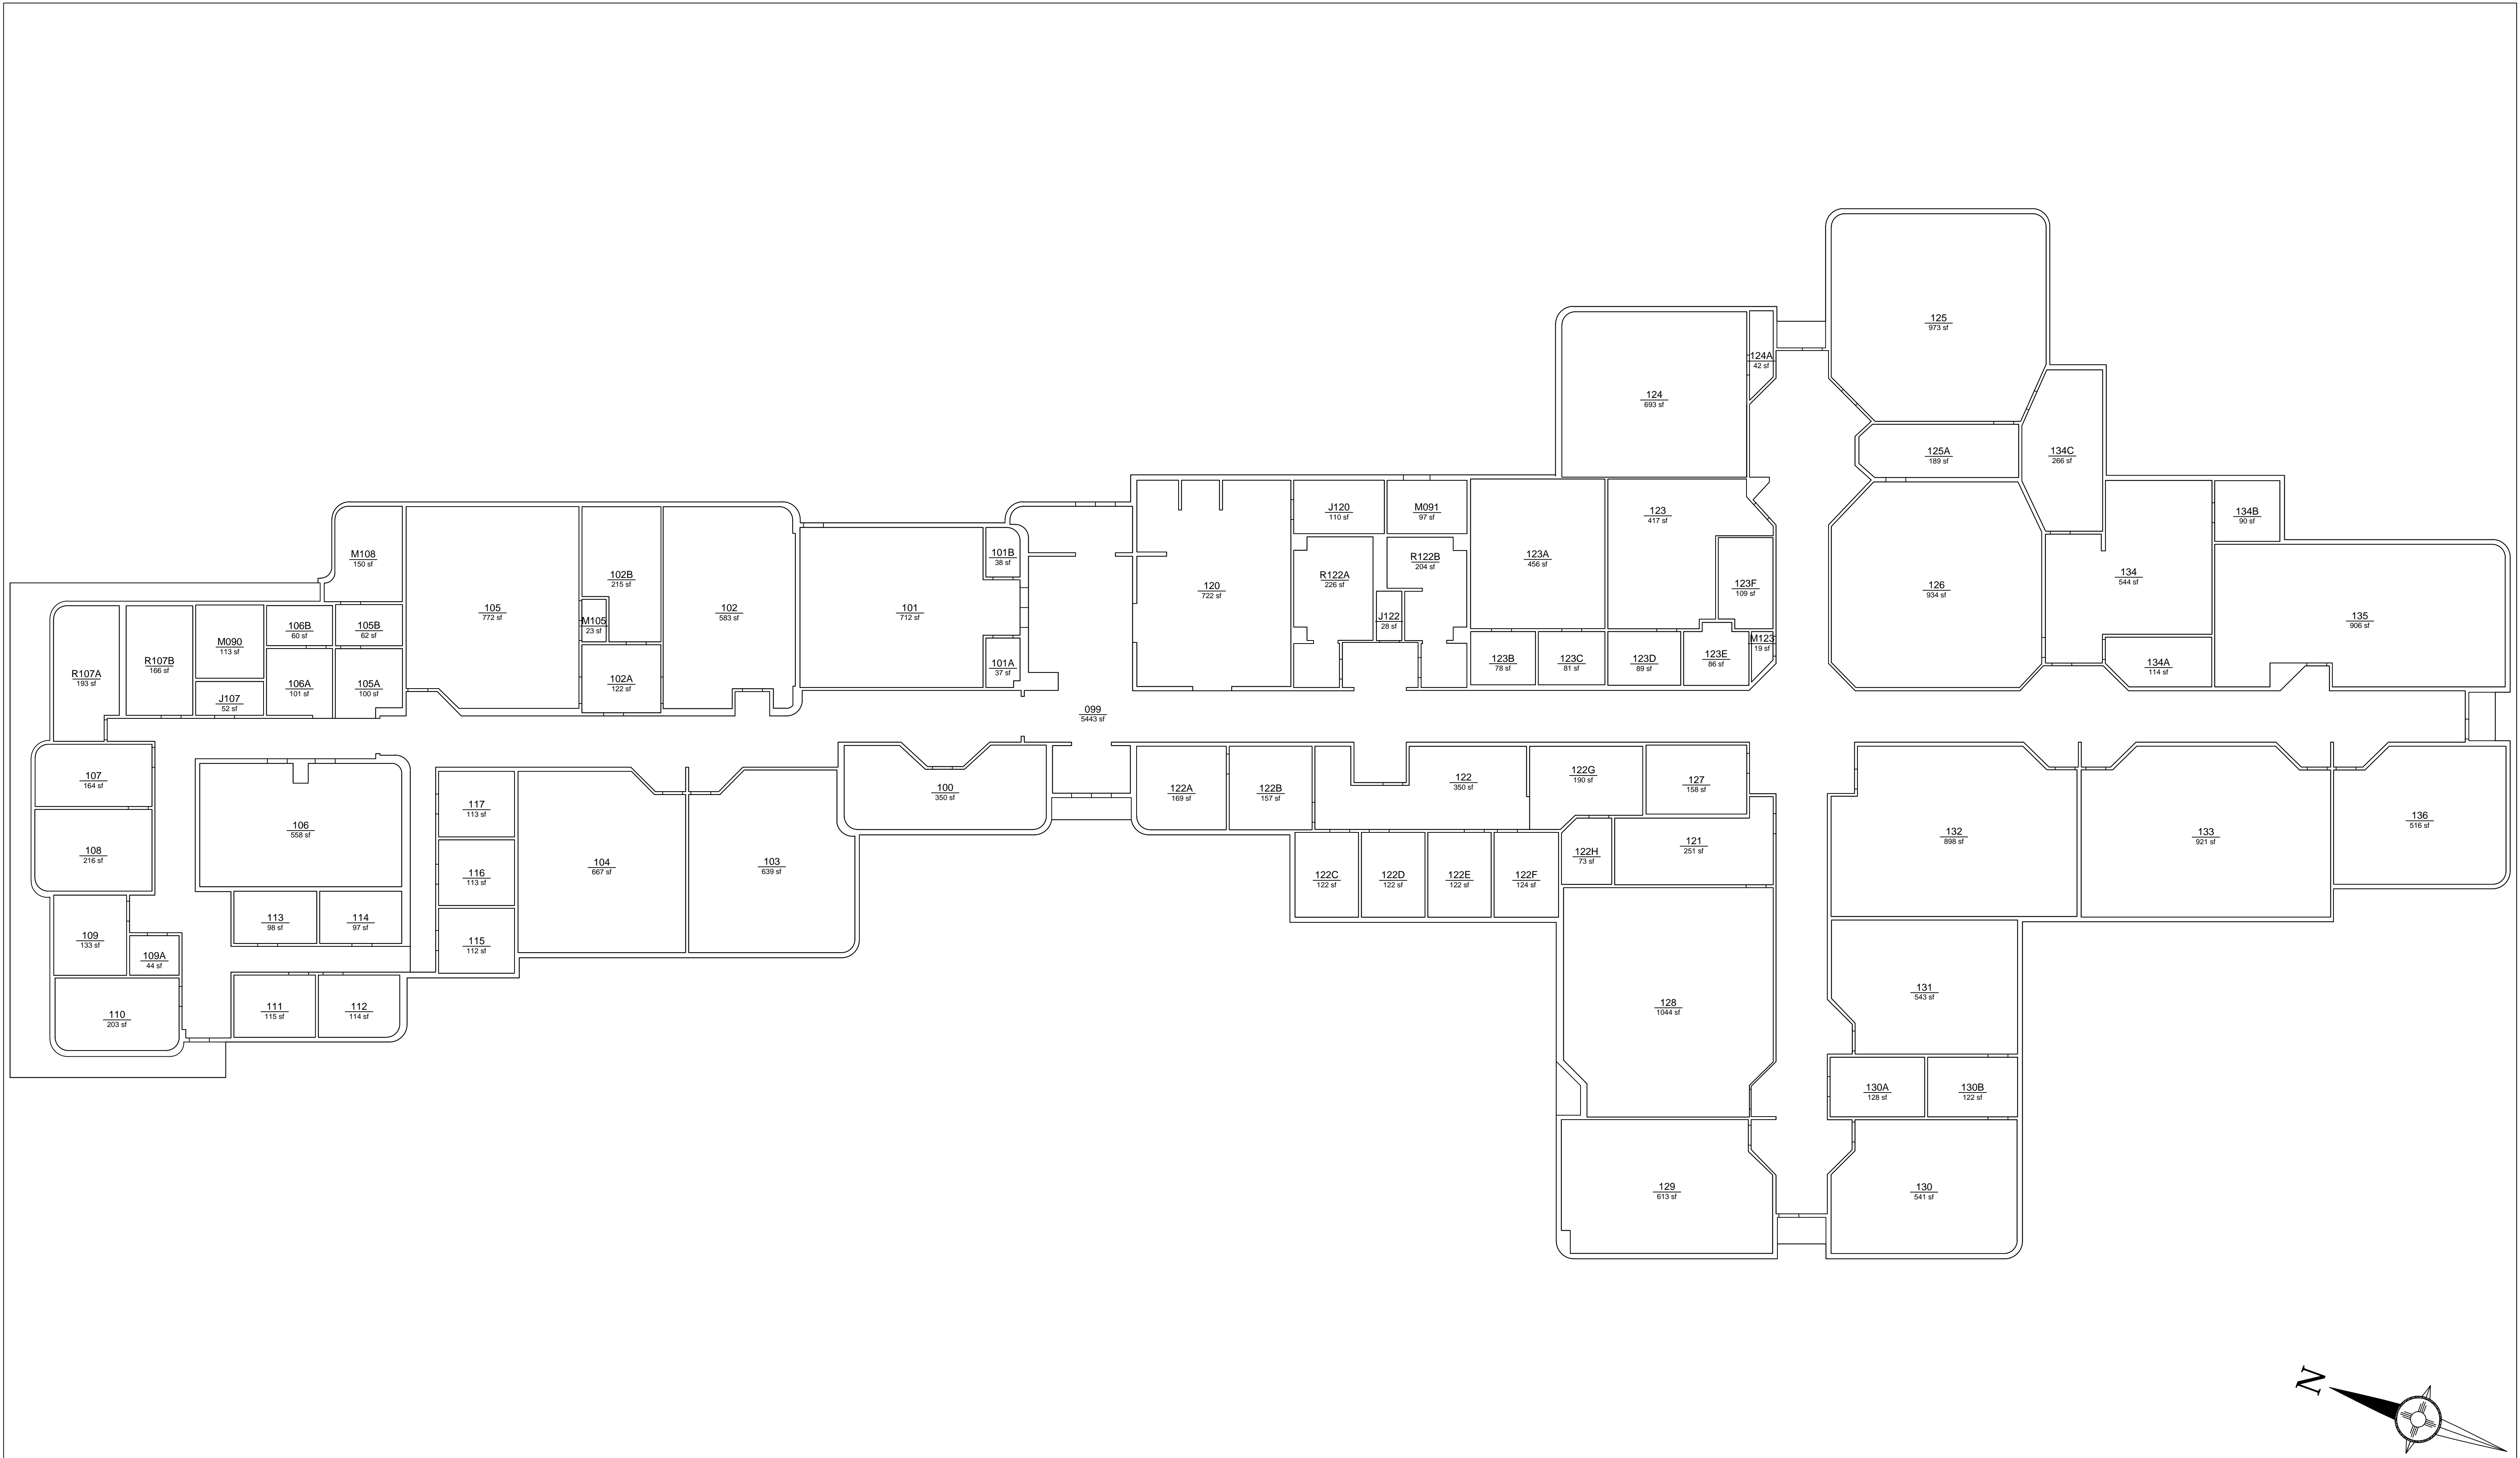 125
973 sf
124A
42 sf
124
693 sf
125A
189 sf
134C
266 sf
J120
110 sf
M091
97 sf
123
417 sf
134B
90 sf
M108
150 sf
101B
38 sf
123A
456 sf
R122B
204 sf
102B
215 sf
R122A
226 sf
134
544 sf
120
722 sf
123F
109 sf
126
934 sf
105
772 sf
102
583 sf
101
712 sf
M105
23 sf
J122
28 sf
135
906 sf
106B
60 sf
105B
62 sf
M090
113 sf
M123
19 sf
R107B
166 sf
123B
78 sf
123C
81 sf
123D
89 sf
123E
86 sf
101A
37 sf
134A
114 sf
R107A
193 sf
102A
122 sf
106A
101 sf
105A
100 sf
J107
52 sf
099
5443 sf
107
164 sf
122G
190 sf
122
350 sf
127
158 sf
100
350 sf
122A
169 sf
122B
157 sf
117
113 sf
136
516 sf
106
558 sf
132
898 sf
133
921 sf
121
251 sf
108
216 sf
122H
73 sf
104
667 sf
103
639 sf
116
113 sf
122C
122 sf
122D
122 sf
122E
122 sf
122F
124 sf
113
98 sf
114
97 sf
109
133 sf
115
112 sf
109A
44 sf
131
543 sf
128
1044 sf
111
115 sf
112
114 sf
110
203 sf
130A
128 sf
130B
122 sf
129
613 sf
130
541 sf
N